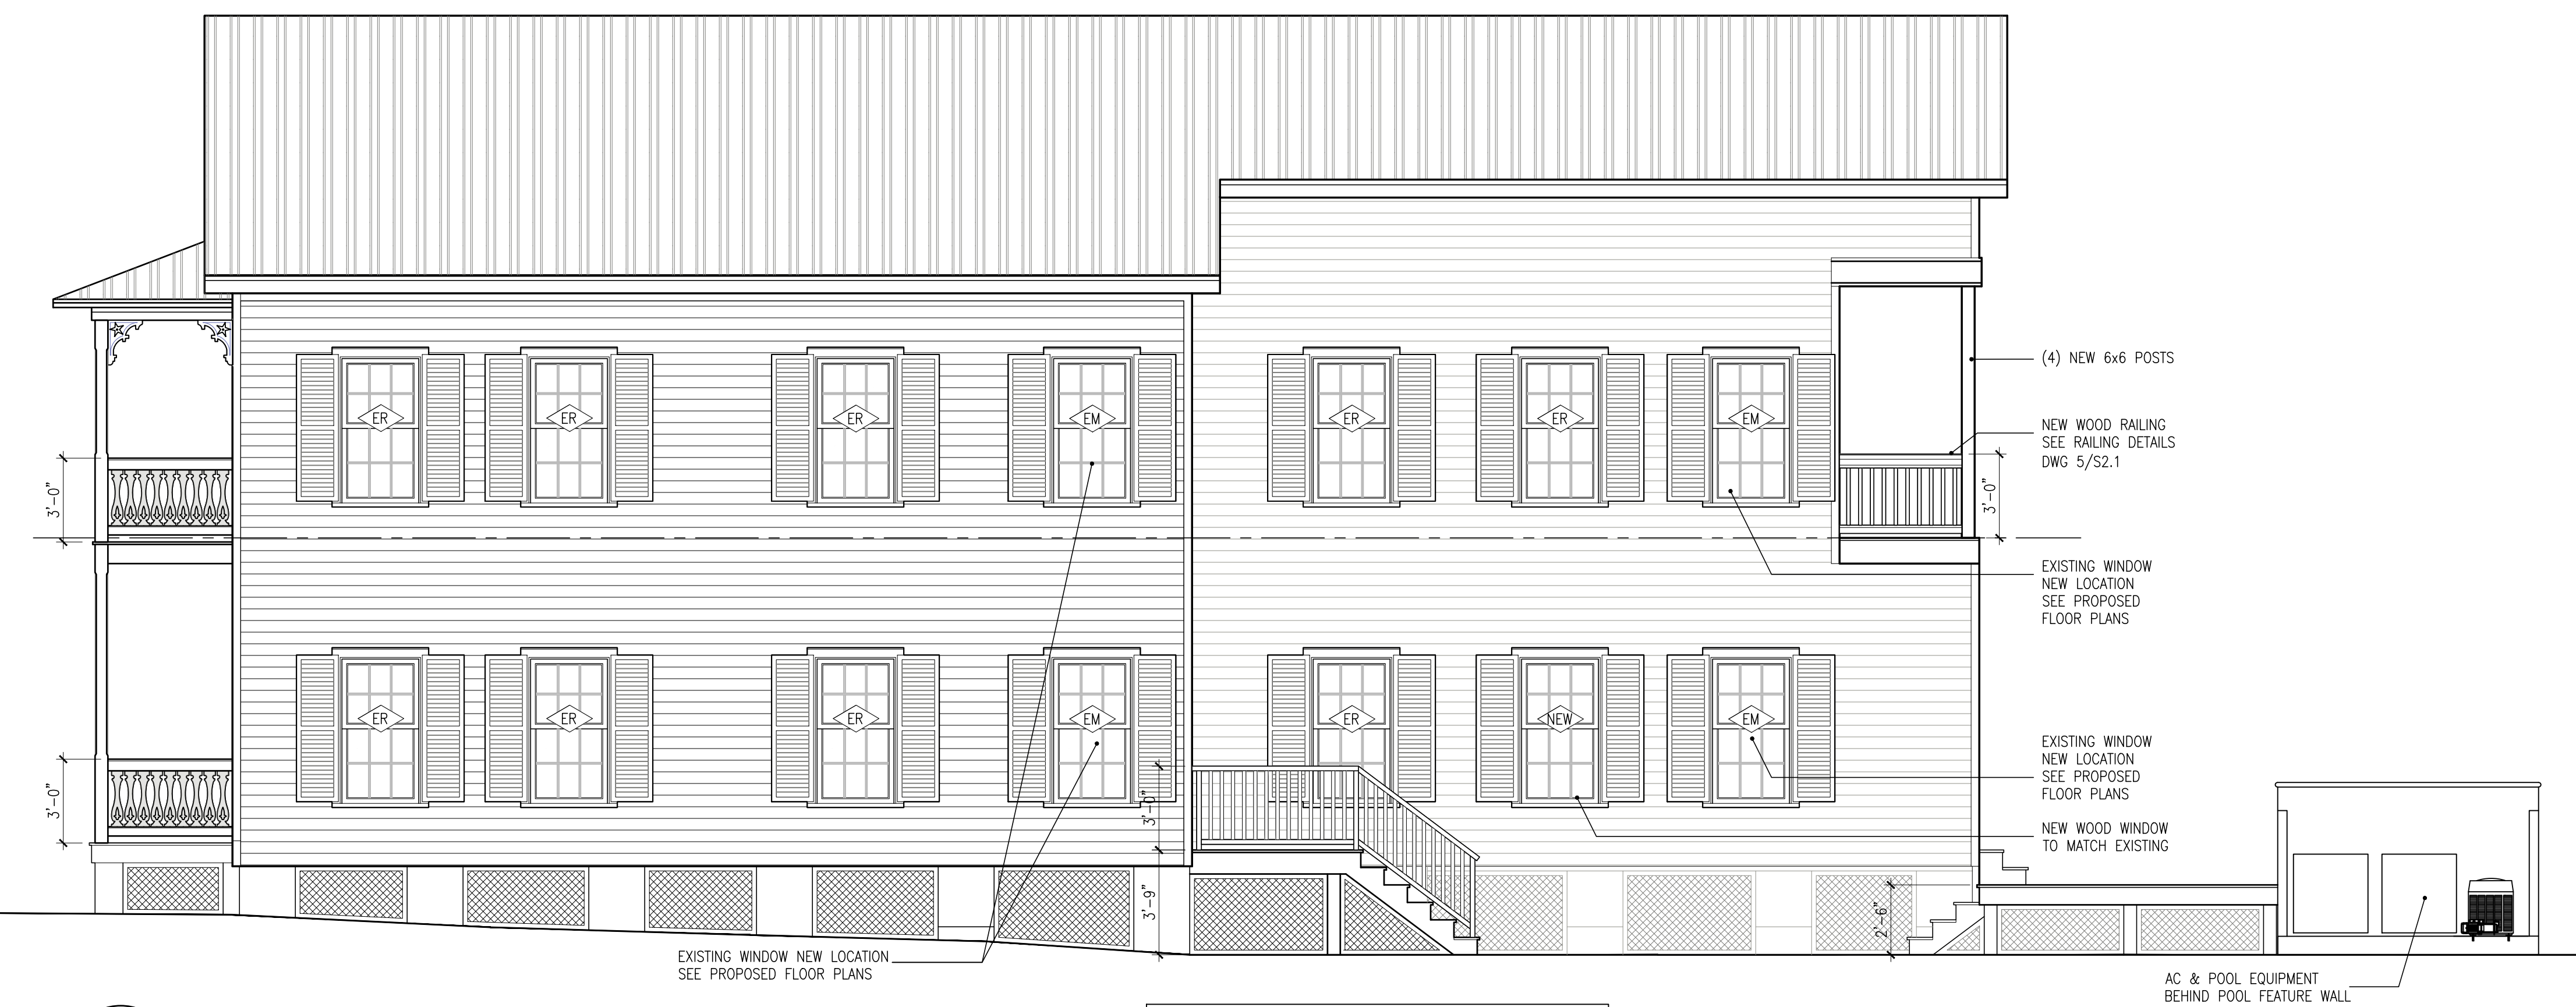 ER
ER
ER
EM
ER
ER
EM
(4) NEW 6x6 POSTS
NEW WOOD RAILING
SEE RAILING DETAILS
DWG 5/S2.1
3'-0"
3'-0"
EXISTING WINDOW
NEW LOCATION
SEE PROPOSED
FLOOR PLANS
ER
ER
ER
EM
ER
NEW
EM
EXISTING WINDOW
NEW LOCATION
SEE PROPOSED
FLOOR PLANS
3'-0"
3'-0"
NEW WOOD WINDOW
TO MATCH EXISTING
3'-9"
2'-6"
EXISTING WINDOW NEW LOCATION
SEE PROPOSED FLOOR PLANS
AC & POOL EQUIPMENT
BEHIND POOL FEATURE WALL